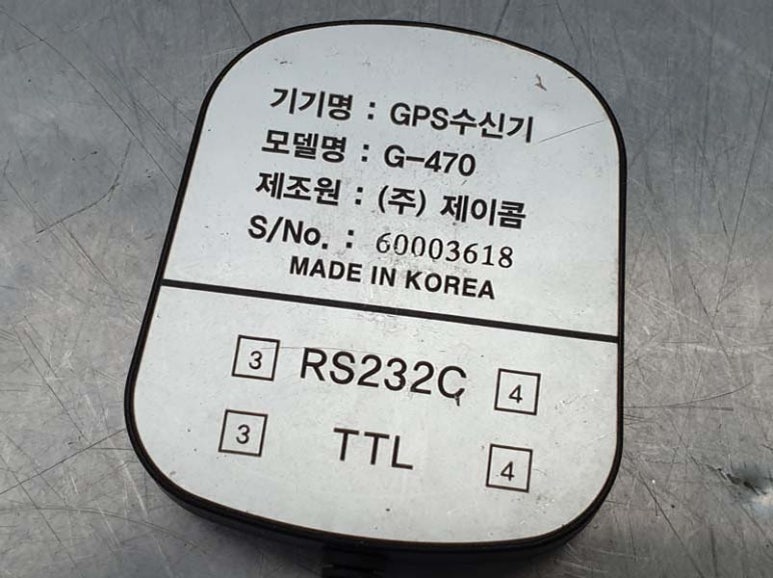 기기명 : GPS수신기
모델명 : G-470
제조원 : (주) 제이콤
S/No. : 60003618
MADE IN KOREA
3 RS232C 4
3 TTL 4